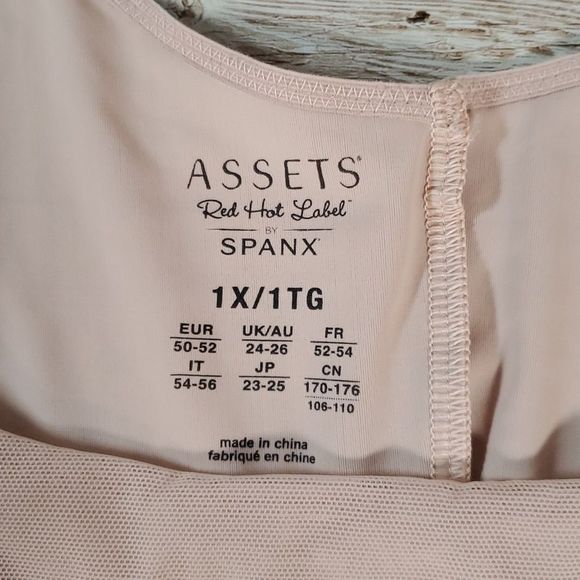 ASSETS®
Red Hot Label™
BY
SPANX®
1X/1TG
EUR UK/AU FR
50-52 24-26 52-54
IT JP CN
54-56 23-25 170-176
106-110
made in china
fabriqué en chine